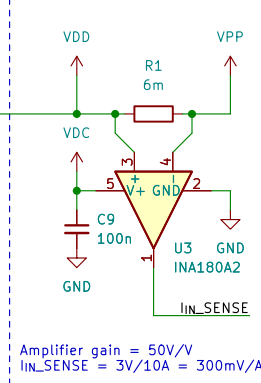 VDD
VPP
R1
6m
VDC
3
4
+
-
5
V+
GND
2
C9
100n
GND
GND
1
U3
INA180A2
IIN_SENSE
Amplifier gain = 50V/V
IIN_SENSE = 3V/10A = 300mV/A